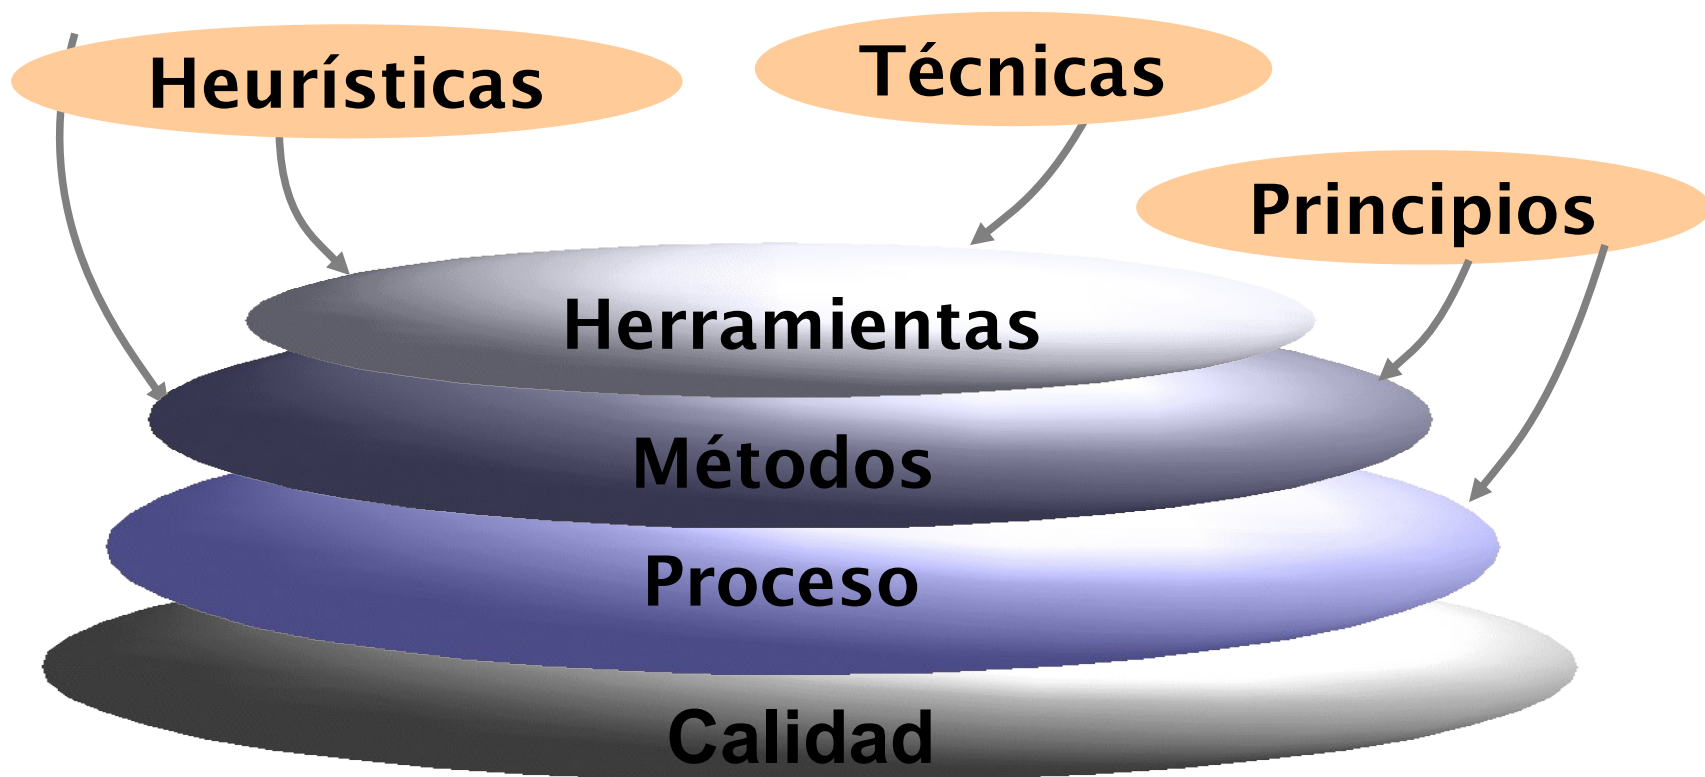 Heurísticas
Técnicas
Principios
Herramientas
Métodos
Proceso
Calidad